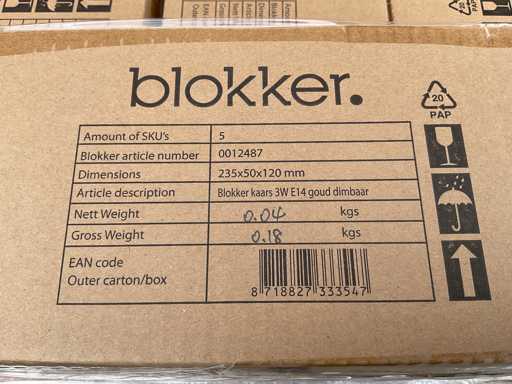 blokker.
20
PAP
Amount of SKU's 5
Blokker article number 0012487
Dimensions 235x50x120 mm
Article description Blokker kaars 3W E14 goud dimbaar
Nett Weight 0.04 kgs
Gross Weight 0.18 kgs
EAN code
Outer carton/box
8 718827 333547